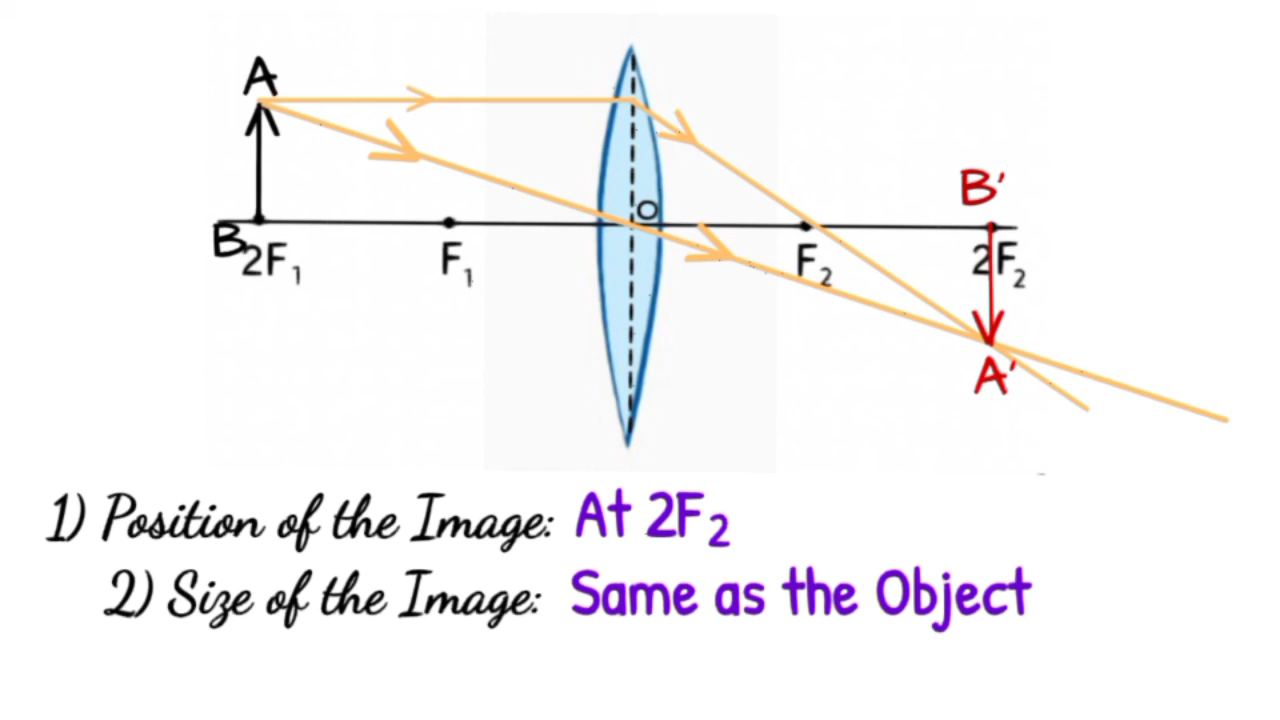 A
B'
O
B
2F₁
F₁
F₂
2F₂
A'
1) Position of the Image: At 2F₂
2) Size of the Image: Same as the Object